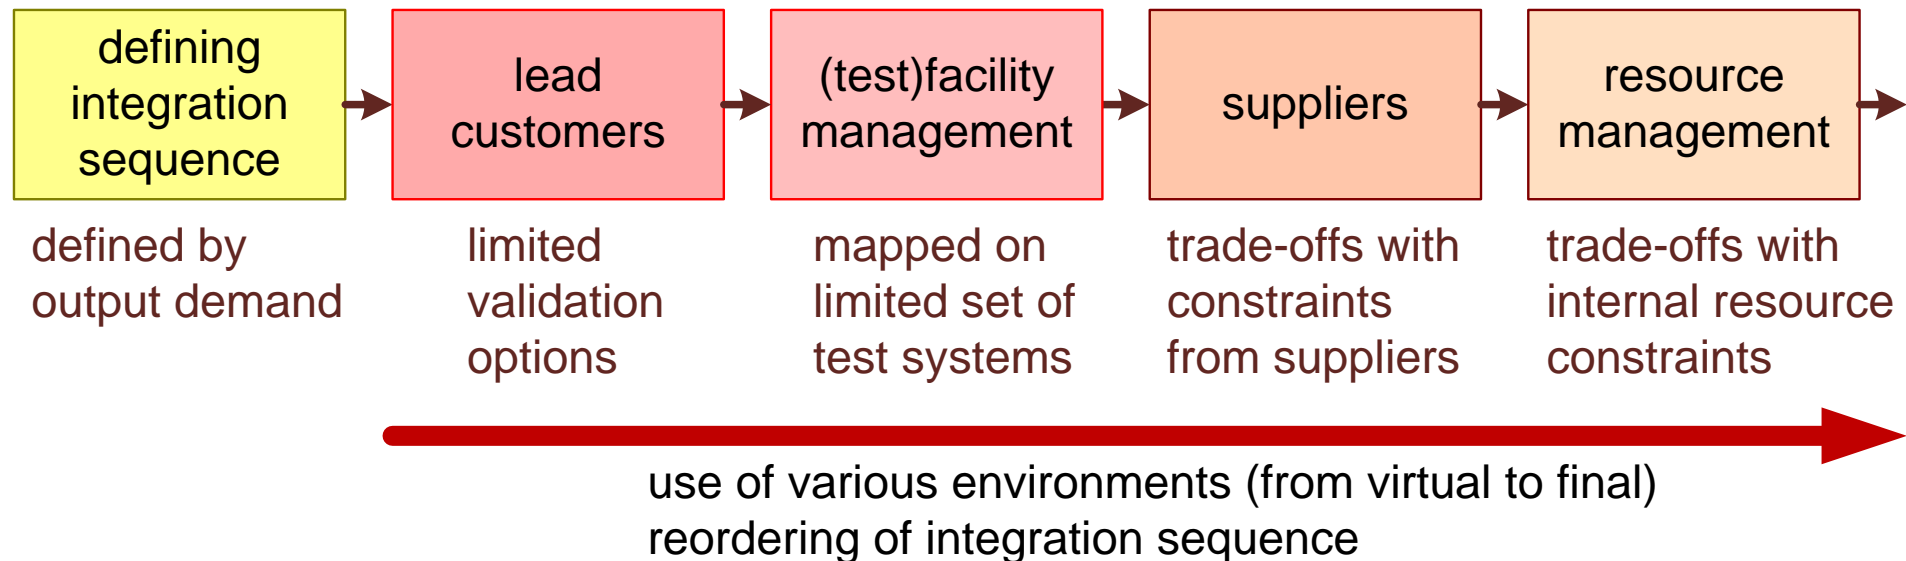 defining
integration
sequence
lead
customers
(test)facility
management
suppliers
resource
management
defined by
output demand
limited
validation
options
mapped on
limited set of
test systems
trade-offs with
constraints
from suppliers
trade-offs with
internal resource
constraints
use of various environments (from virtual to final)
reordering of integration sequence